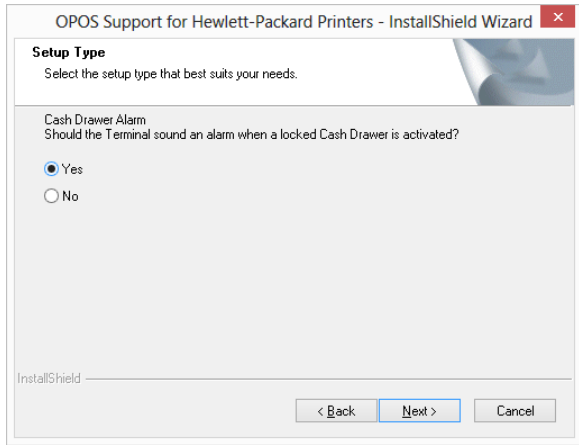 OPOS Support for Hewlett-Packard Printers - InstallShield Wizard
Setup Type
Select the setup type that best suits your needs.
Cash Drawer Alarm
Should the Terminal sound an alarm when a locked Cash Drawer is activated?
Yes
No
InstallShield
< Back Next > Cancel